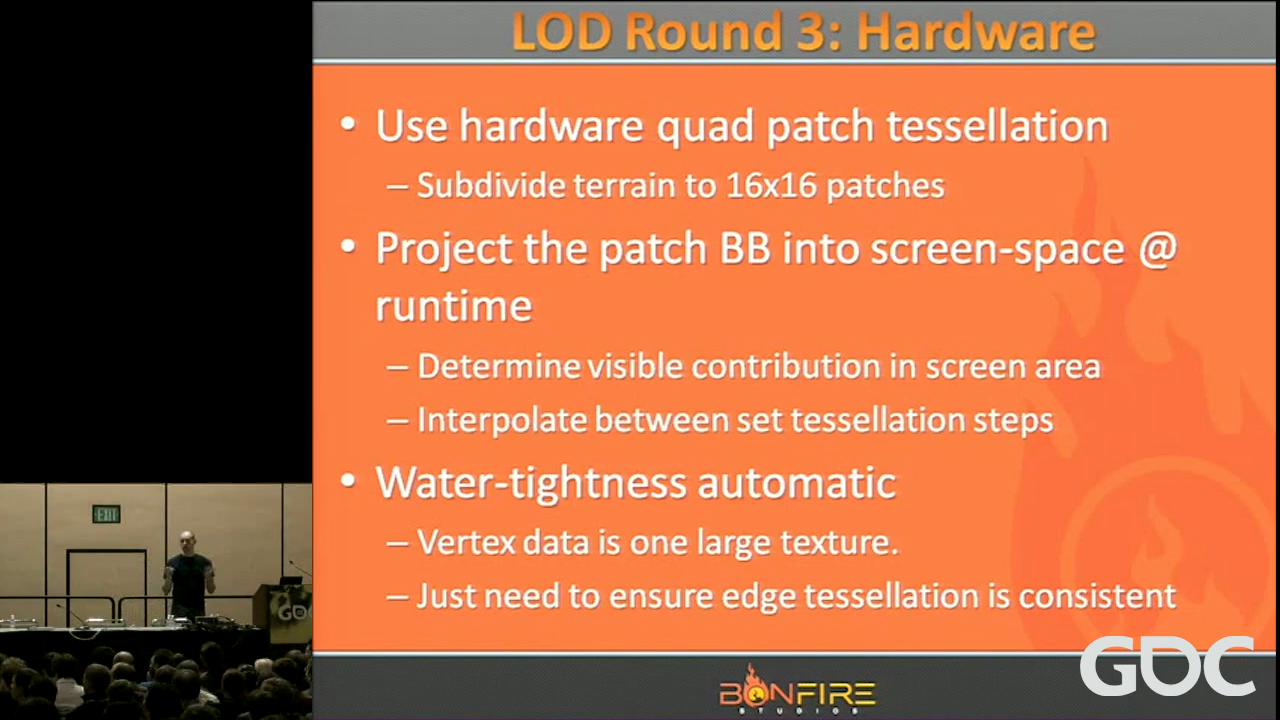 LOD Round 3: Hardware
• Use hardware quad patch tessellation
– Subdivide terrain to 16x16 patches
• Project the patch BB into screen-space @
runtime
– Determine visible contribution in screen area
– Interpolate between set tessellation steps
• Water-tightness automatic
– Vertex data is one large texture.
– Just need to ensure edge tessellation is consistent
EXIT
GDC
BONFIRE
STUDIOS
GDC